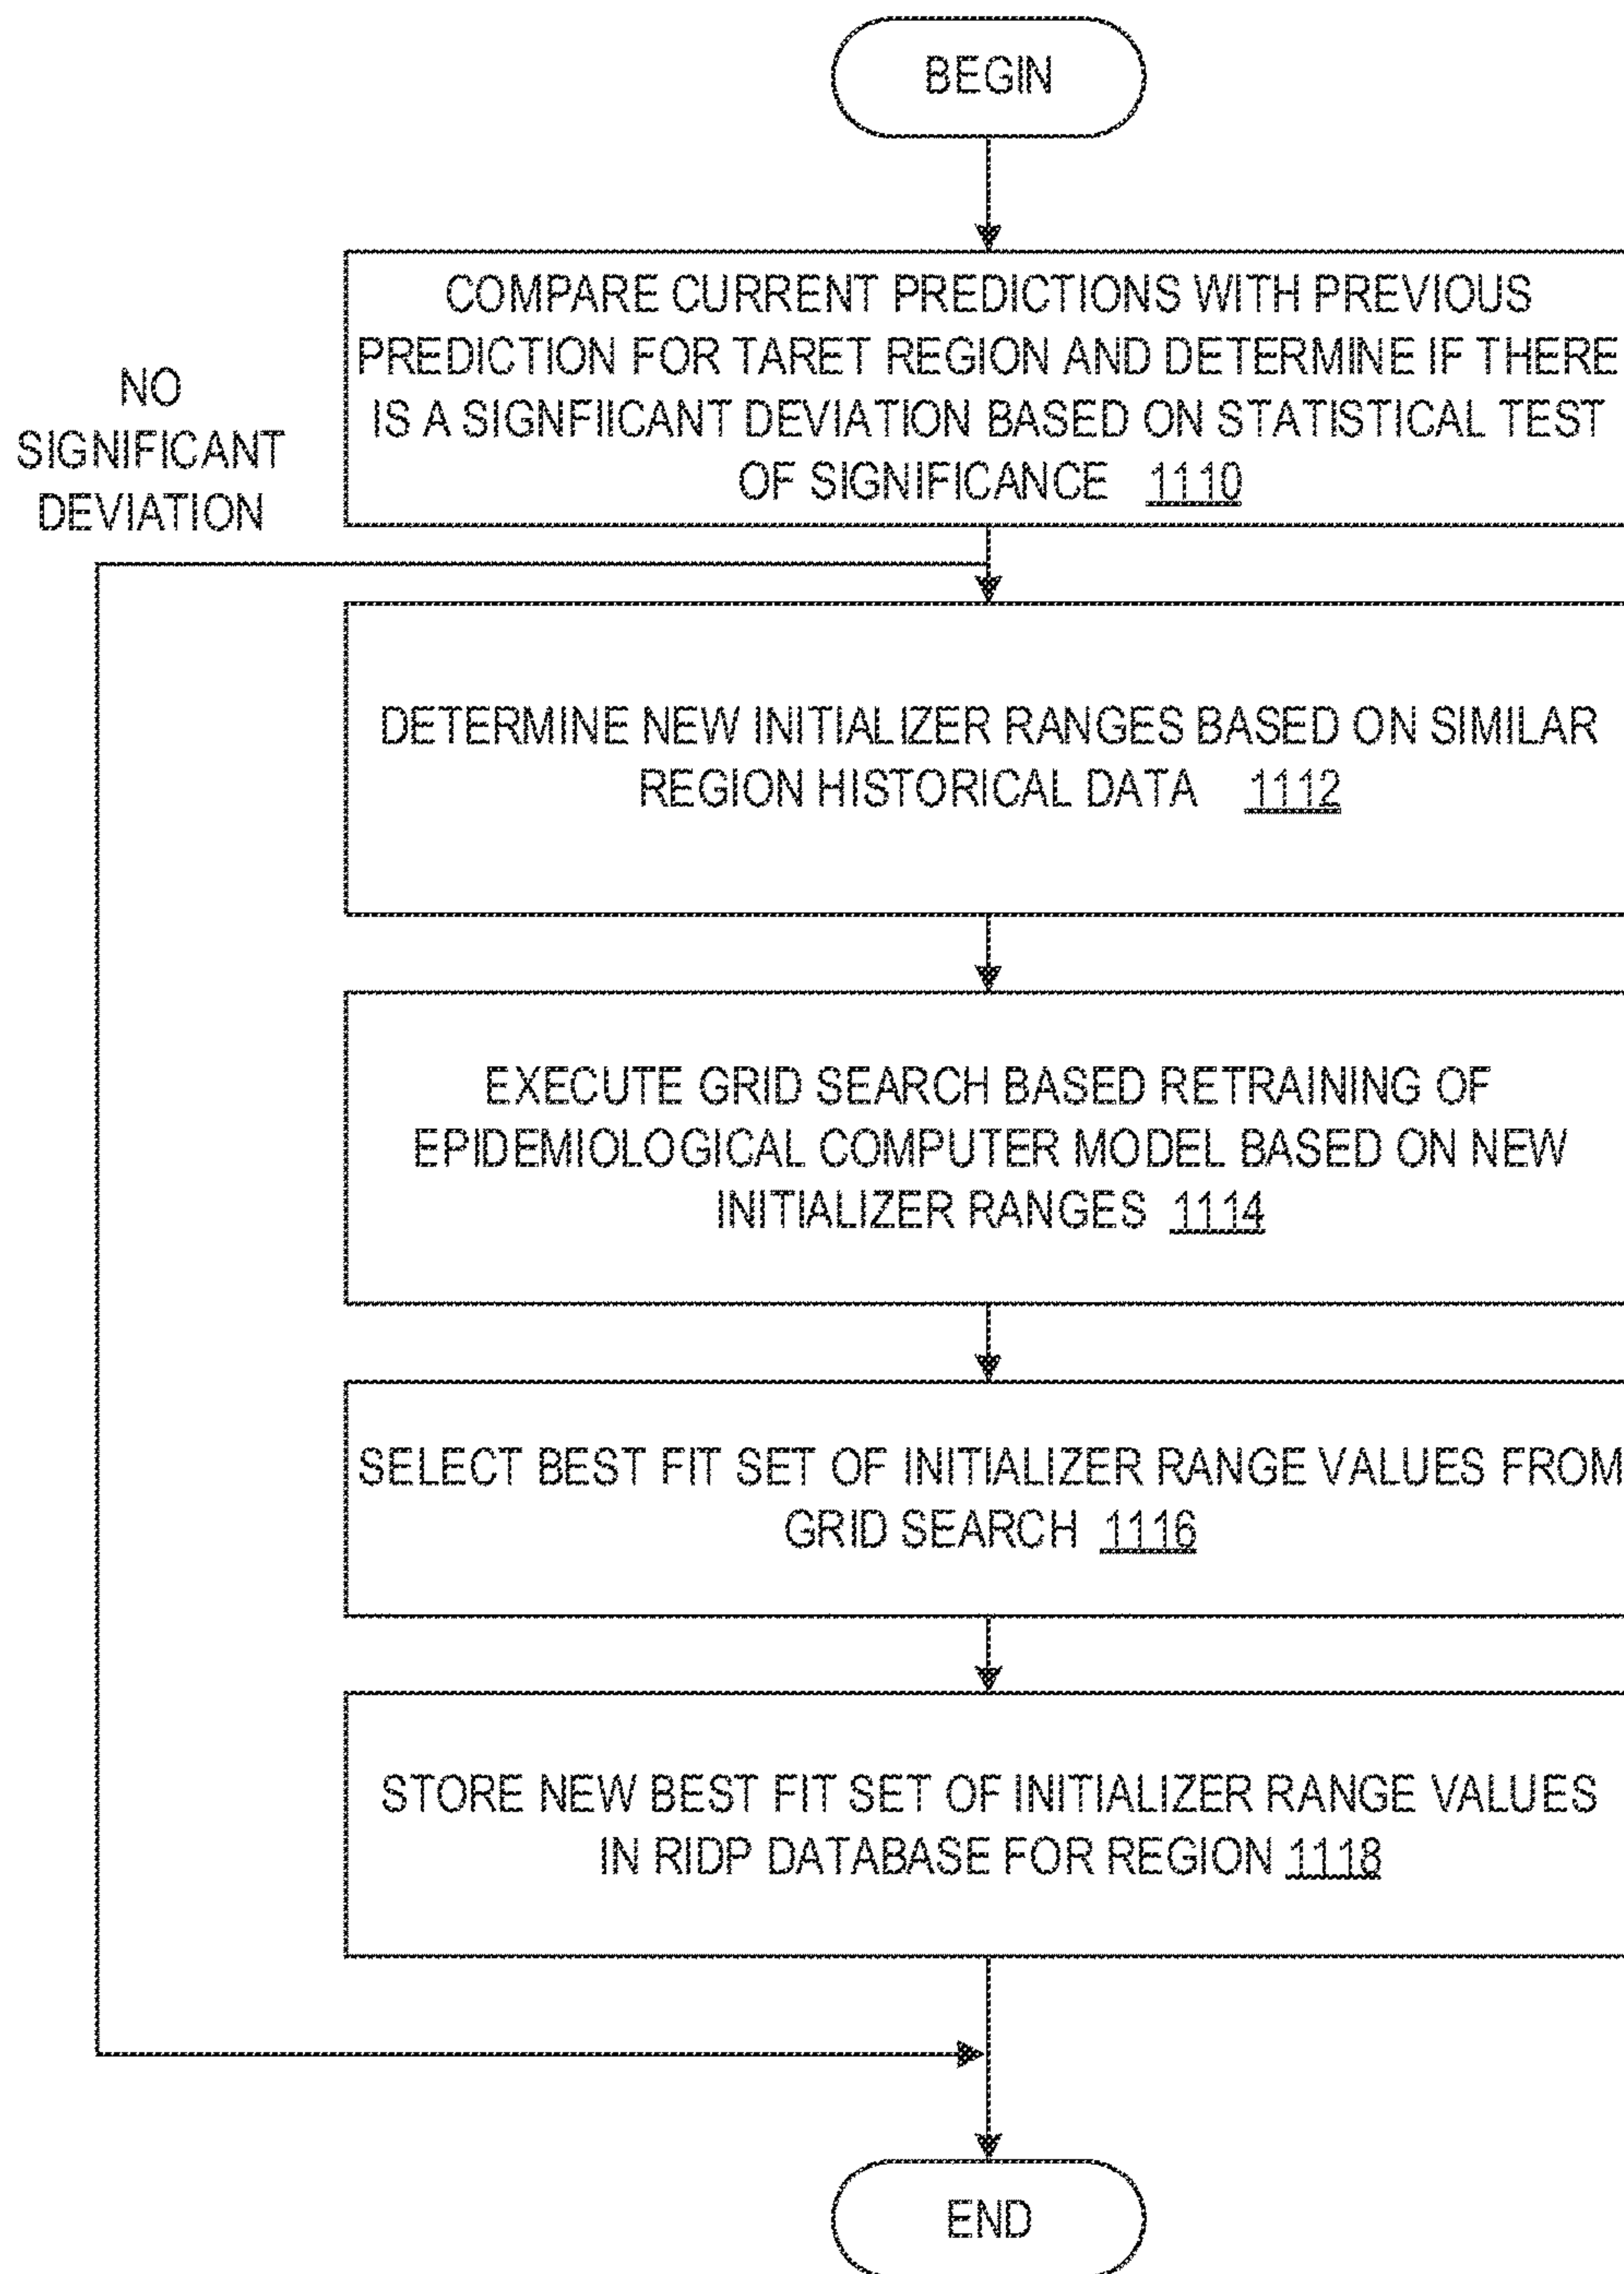 BEGIN
COMPARE CURRENT PREDICTIONS WITH PREVIOUS
PREDICTION FOR TARET REGION AND DETERMINE IF THERE
IS A SIGNFIICANT DEVIATION BASED ON STATISTICAL TEST
OF SIGNIFICANCE 1110
NO
SIGNIFICANT
DEVIATION
DETERMINE NEW INITIALIZER RANGES BASED ON SIMILAR
REGION HISTORICAL DATA 1112
EXECUTE GRID SEARCH BASED RETRAINING OF
EPIDEMIOLOGICAL COMPUTER MODEL BASED ON NEW
INITIALIZER RANGES 1114
SELECT BEST FIT SET OF INITIALIZER RANGE VALUES FROM
GRID SEARCH 1116
STORE NEW BEST FIT SET OF INITIALIZER RANGE VALUES
IN RIDP DATABASE FOR REGION 1118
END